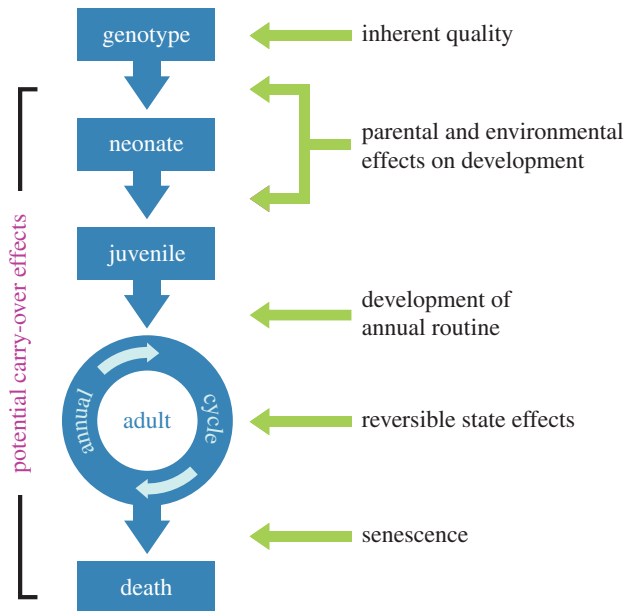 genotype
inherent quality
neonate
parental and environmental
effects on development
juvenile
potential carry-over effects
development of
annual routine
annual
adult
cycle
reversible state effects
senescence
death